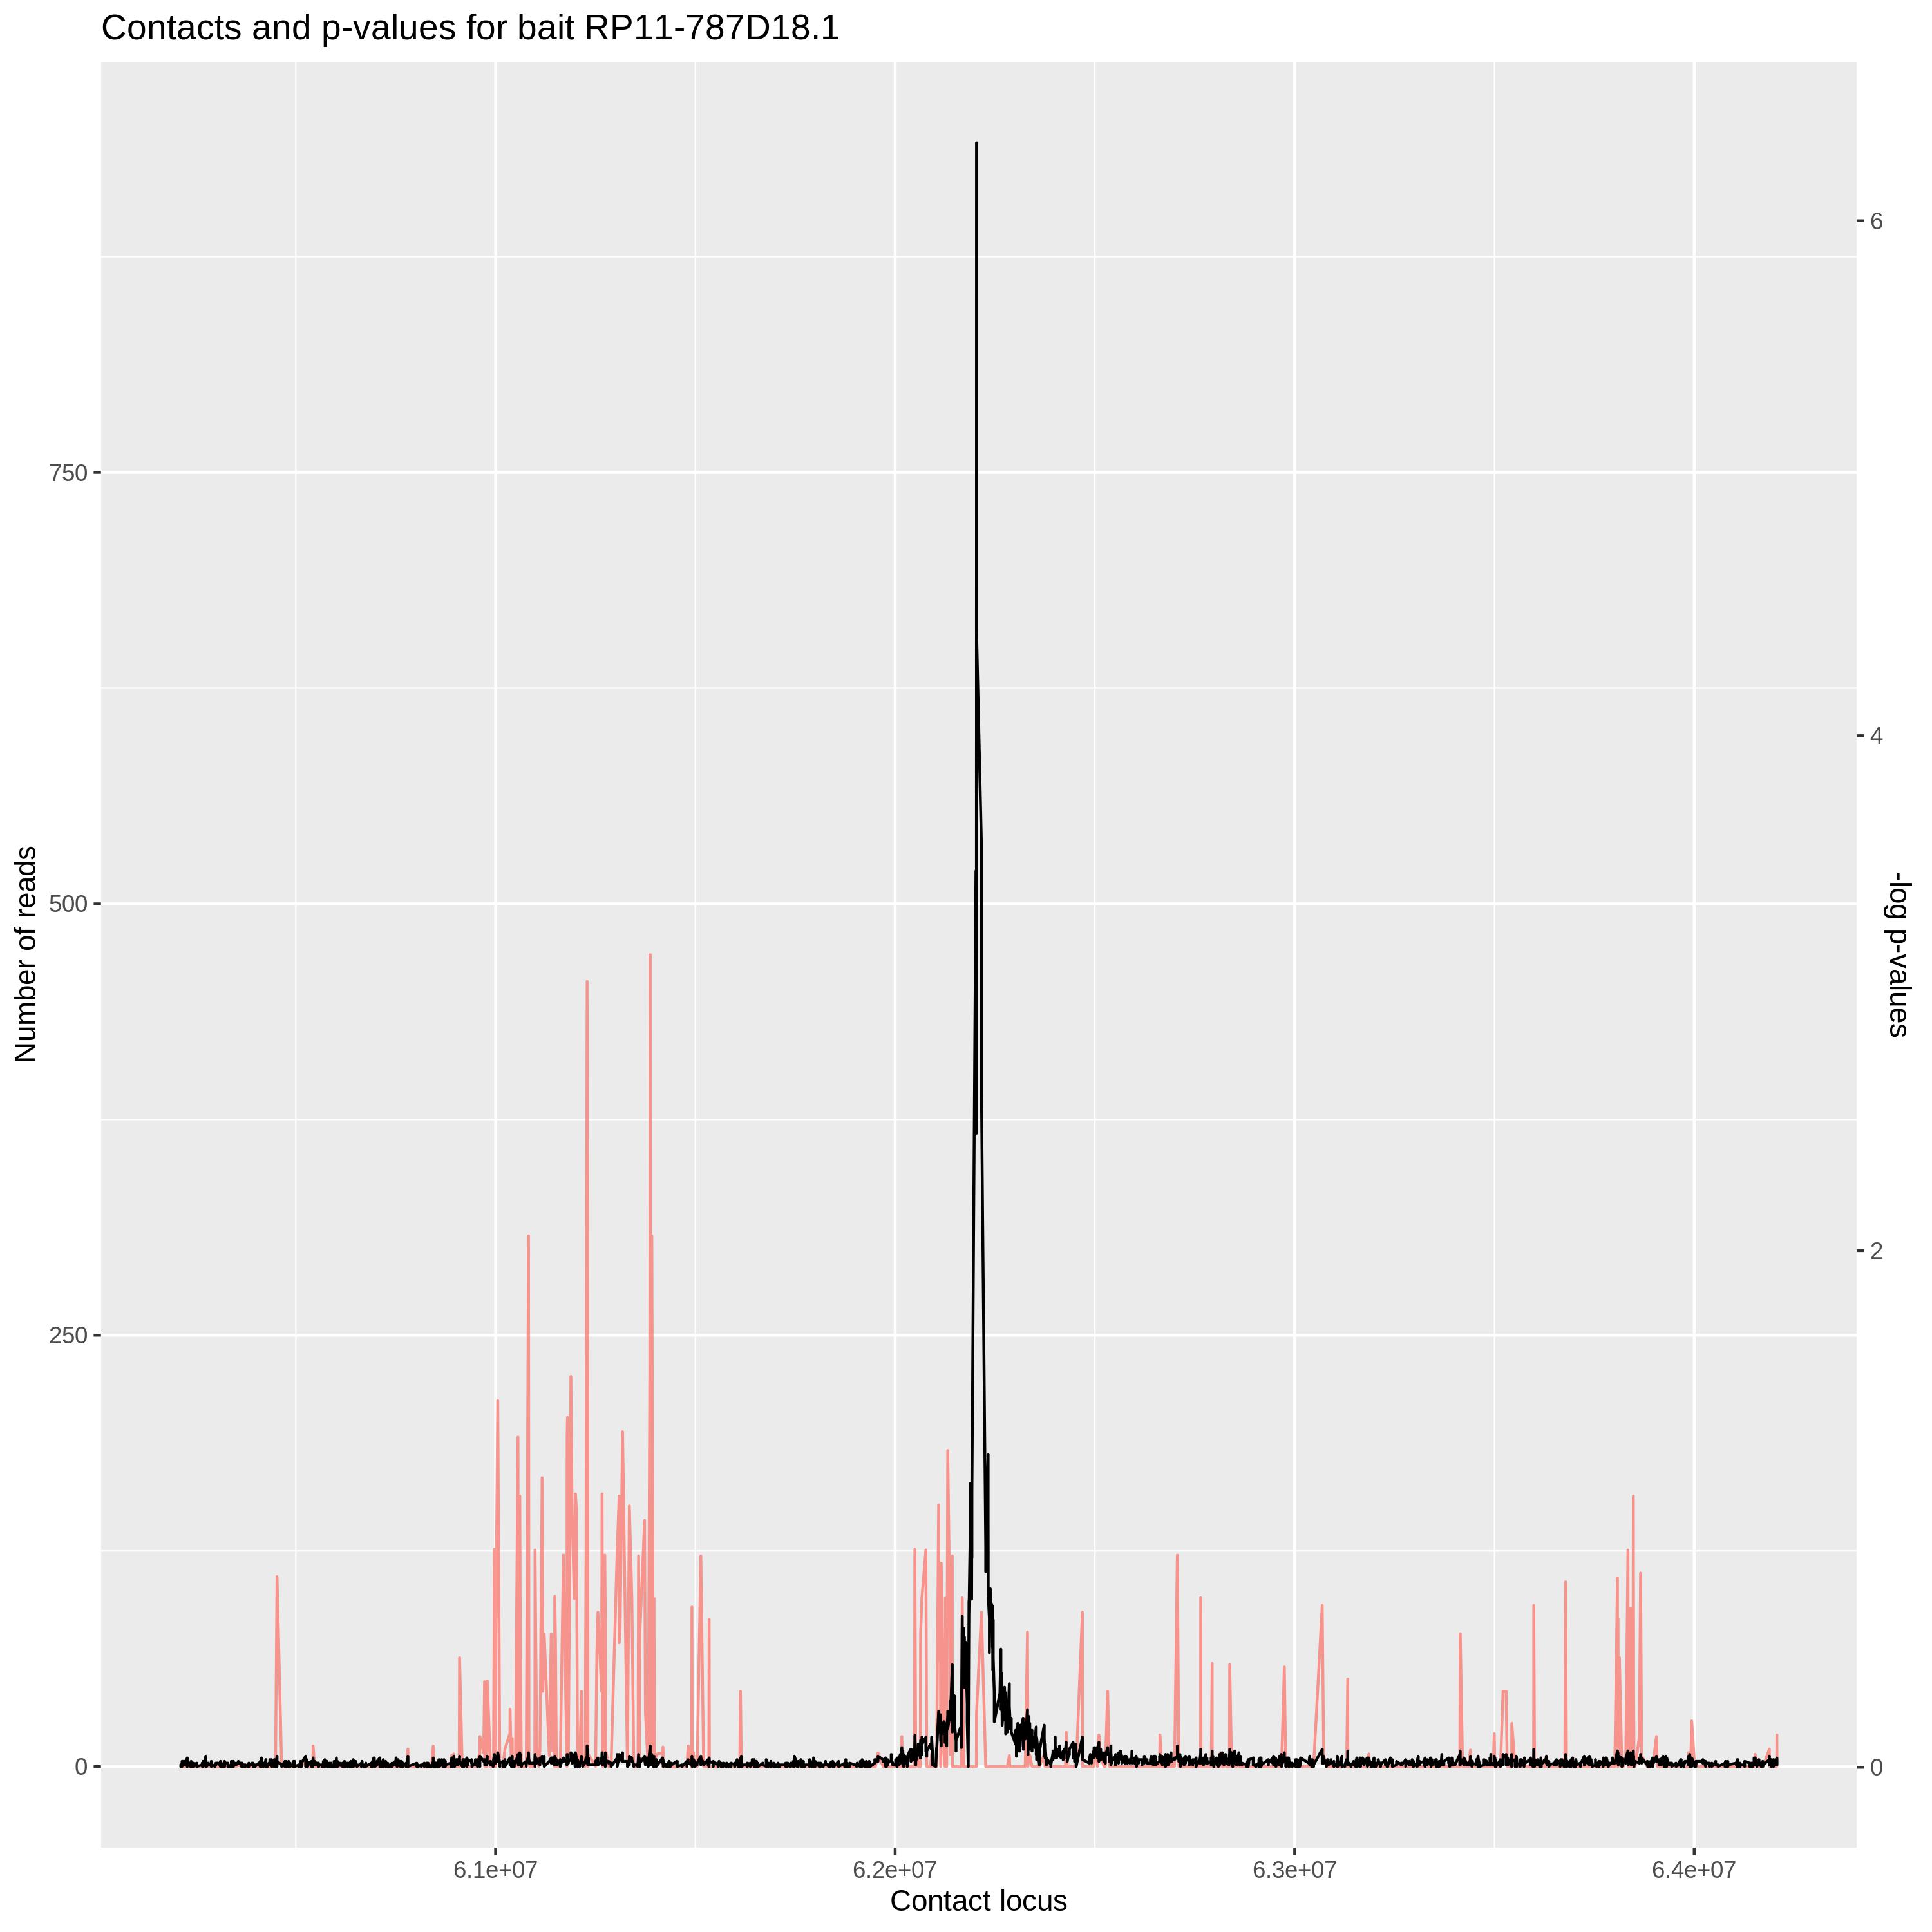 Contacts and p-values for bait RP11-787D18.1
Number of reads
750
500
250
0
6
4
2
0
-log p-values
6.1e+07 6.2e+07 6.3e+07 6.4e+07
Contact locus